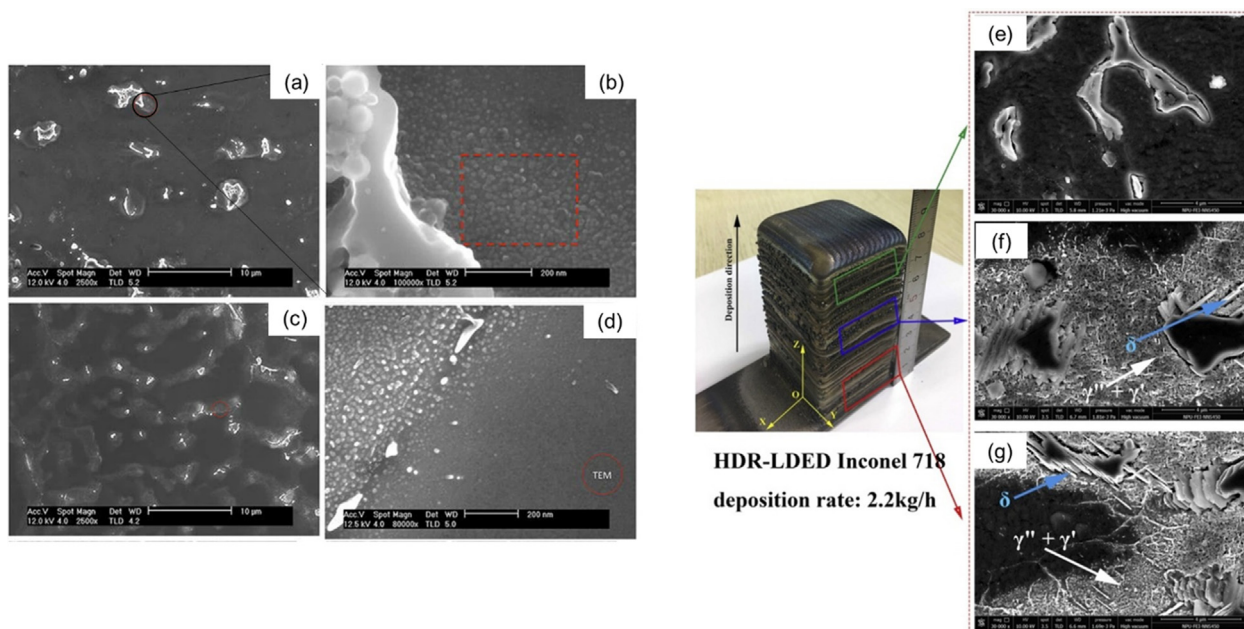 (a)
Acc.V Spot Magn Det WD 10 μm
12.0 kV 4.0 2500x TLD 5.2
(b)
Acc.V Spot Magn Det WD 200 nm
12.0 kV 4.0 100000x TLD 5.2
(c)
Acc.V Spot Magn Det WD 10 μm
12.0 kV 4.0 2500x TLD 4.2
(d)
TEM
Acc.V Spot Magn Det WD 200 nm
12.5 kV 4.0 80000x TLD 5.0
Deposition direction
Z
O
X
Y
HDR-LDED Inconel 718
deposition rate: 2.2kg/h
(e)
(f)
δ
γ" + γ'
(g)
δ
γ" + γ'